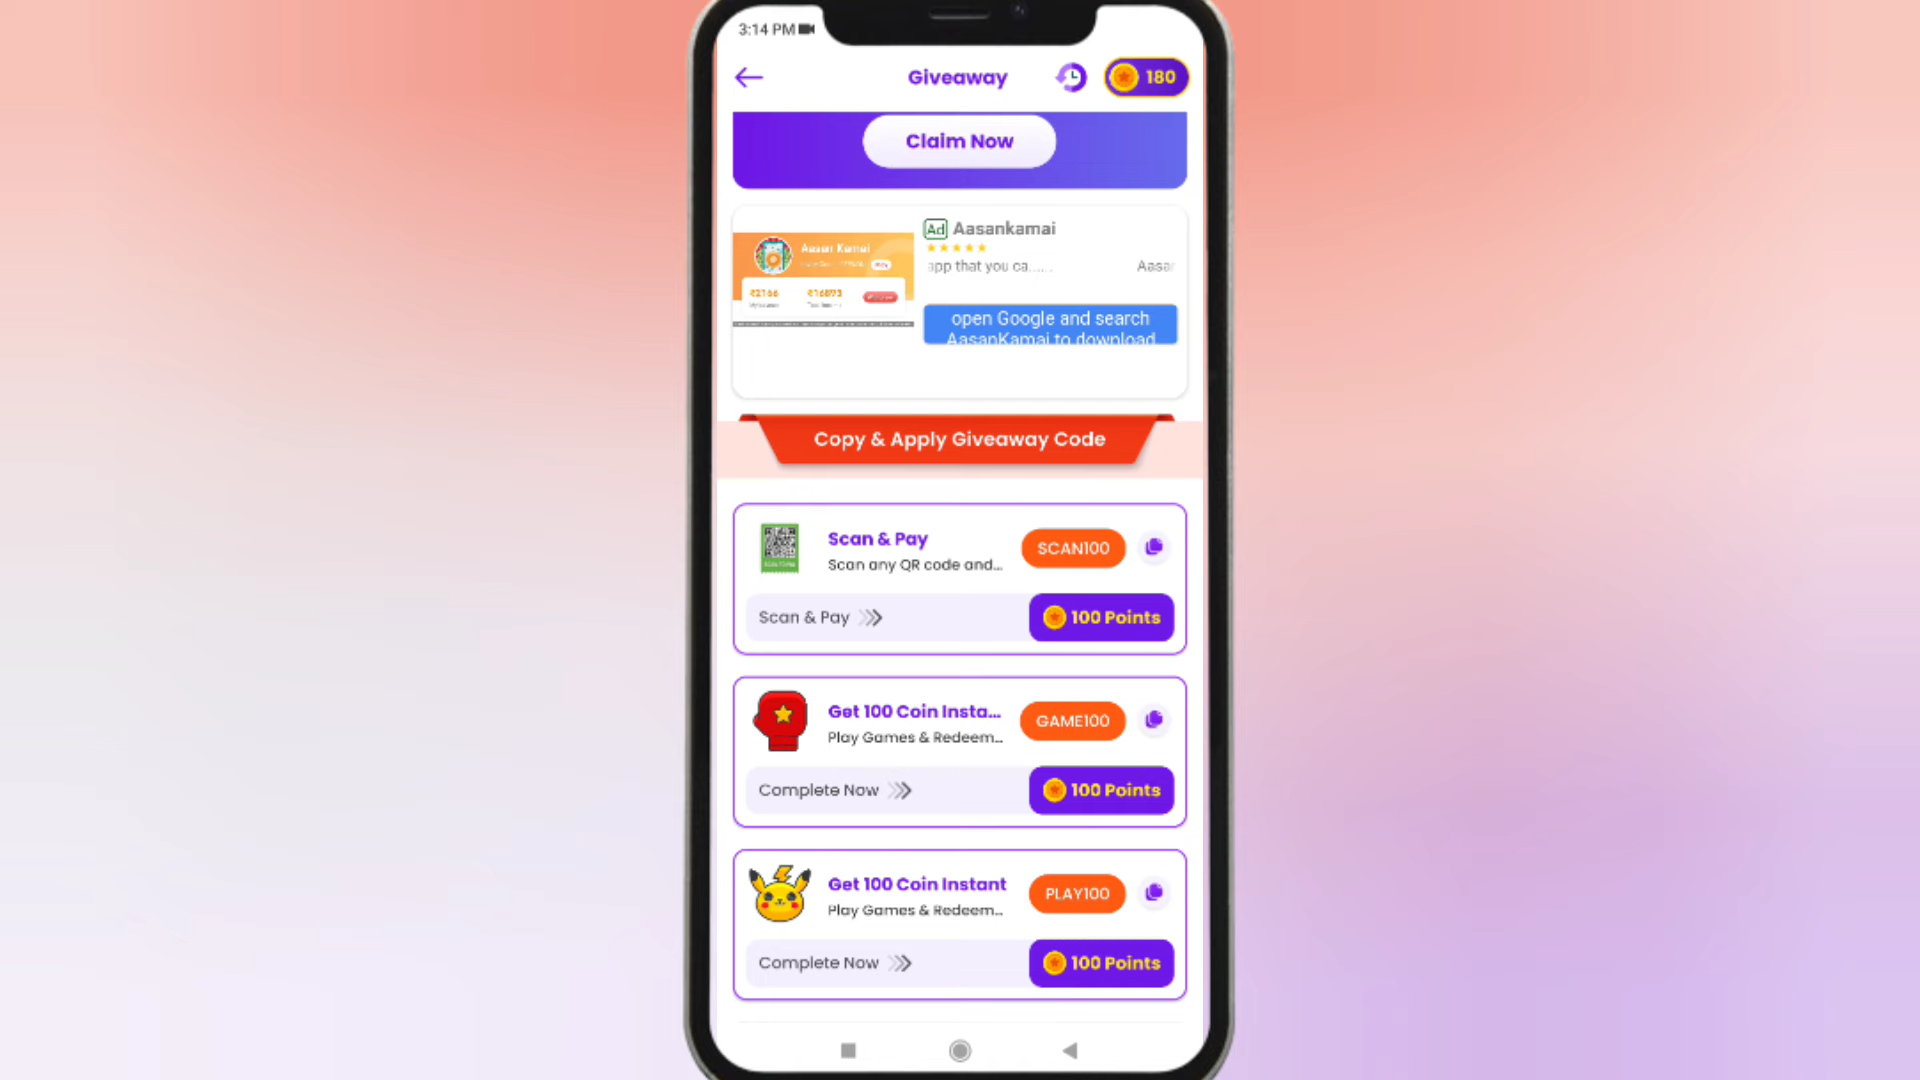 3:14 PM
Giveaway
180
Claim Now
Ad Aasankamai
app that you ca...... Aasan
Aasan Kamai
₹2166 ₹16893
open Google and search
AasanKamai to download
Copy & Apply Giveaway Code
Scan & Pay
SCAN100
Scan any QR code and...
Scan & Pay
100 Points
Get 100 Coin Insta...
GAME100
Play Games & Redeem...
Complete Now
100 Points
Get 100 Coin Instant
PLAY100
Play Games & Redeem...
Complete Now
100 Points